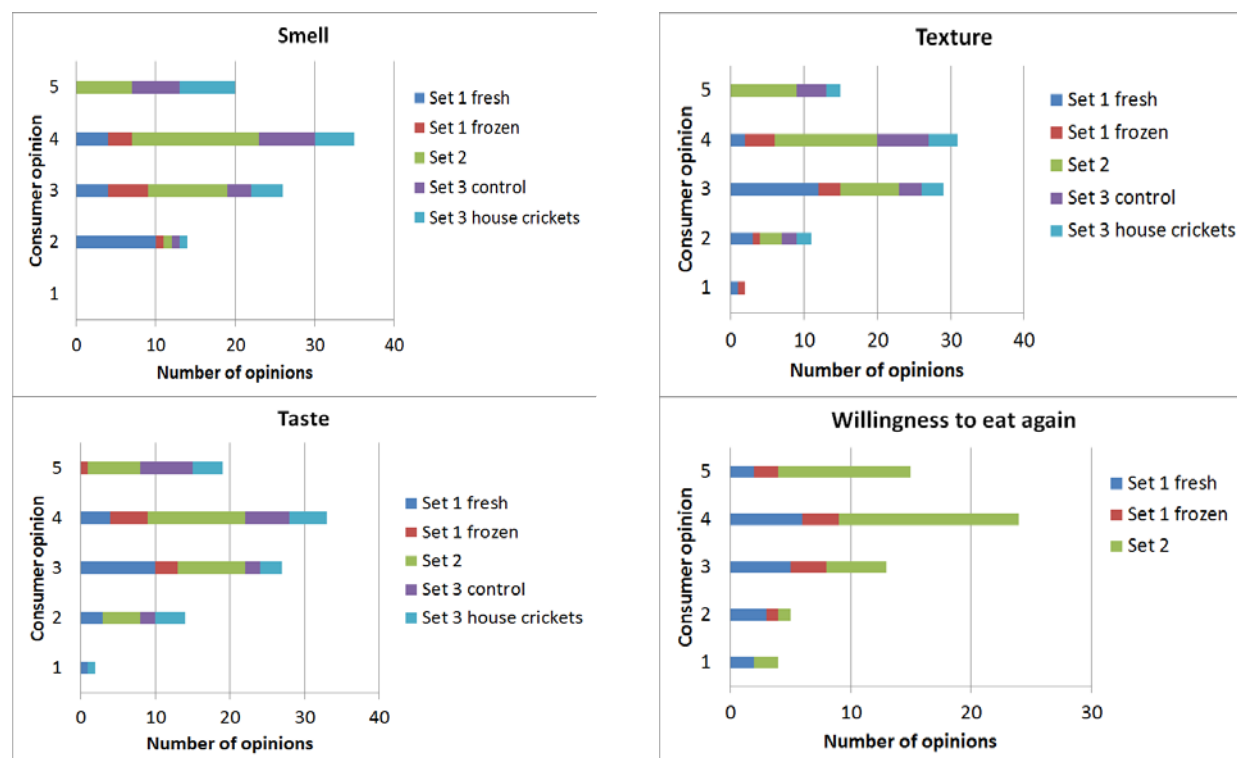 Smell
Consumer opinion
5
4
3
2
1
0 10 20 30 40
Number of opinions
Set 1 fresh
Set 1 frozen
Set 2
Set 3 control
Set 3 house crickets
Texture
Consumer opinion
5
4
3
2
1
0 10 20 30 40
Number of opinions
Set 1 fresh
Set 1 frozen
Set 2
Set 3 control
Set 3 house crickets
Taste
Consumer opinion
5
4
3
2
1
0 10 20 30 40
Number of opinions
Set 1 fresh
Set 1 frozen
Set 2
Set 3 control
Set 3 house crickets
Willingness to eat again
Consumer opinion
5
4
3
2
1
0 10 20 30
Number of opinions
Set 1 fresh
Set 1 frozen
Set 2